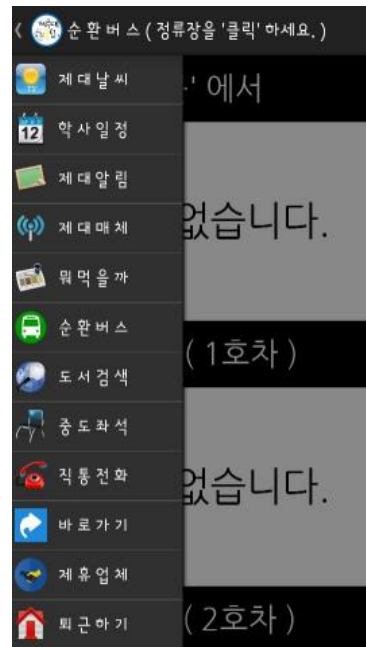 순환버스 (정류장을 '클릭' 하세요.)
제대날씨
' 에서
12 학사일정
제대알림
제대매체
없습니다.
뭐먹을까
순환버스
( 1호차 )
도서검색
중도좌석
직통전화
없습니다.
바로가기
제휴업체
퇴근하기
( 2호차 )